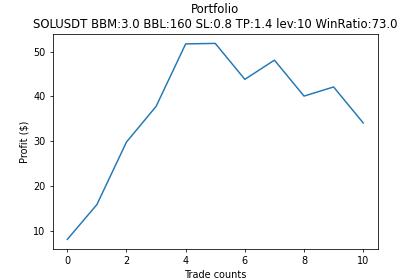 Portfolio
SOLUSDT BBM:3.0 BBL:160 SL:0.8 TP:1.4 lev:10 WinRatio:73.0
50
40
30
20
10
Profit ($)
0 2 4 6 8 10
Trade counts